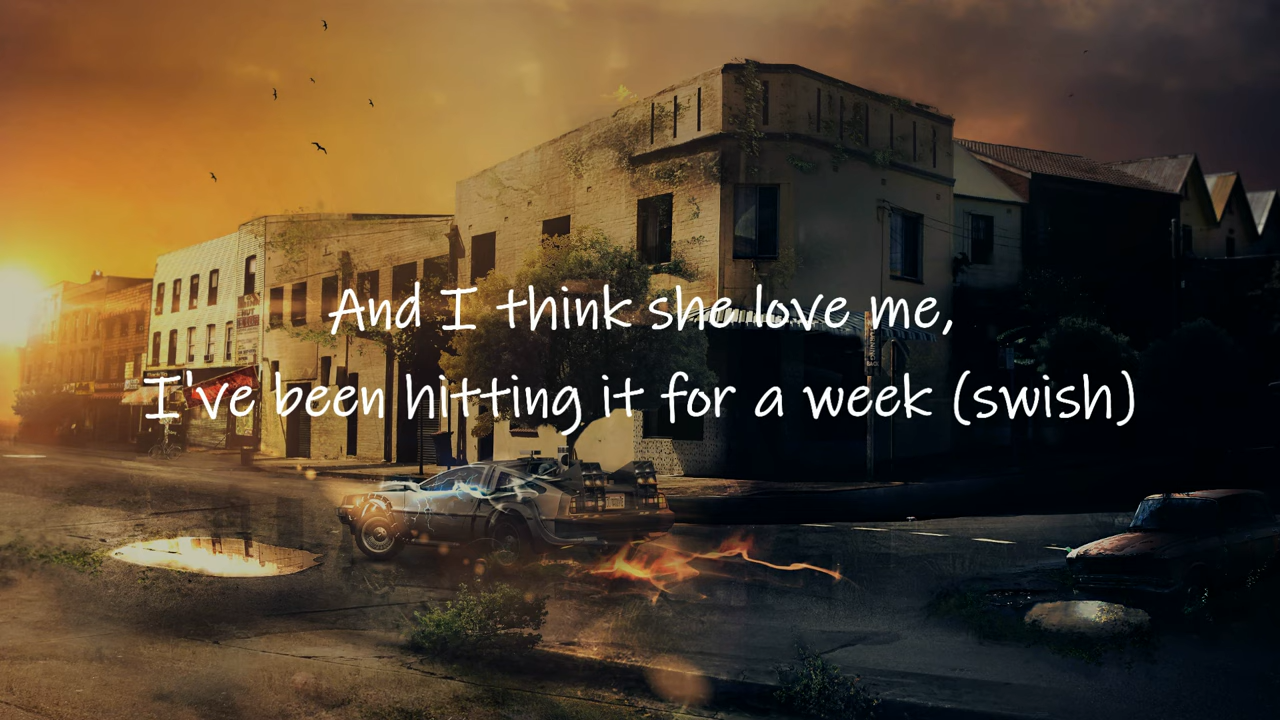 And I think she love me,
I've been hitting it for a week (swish)